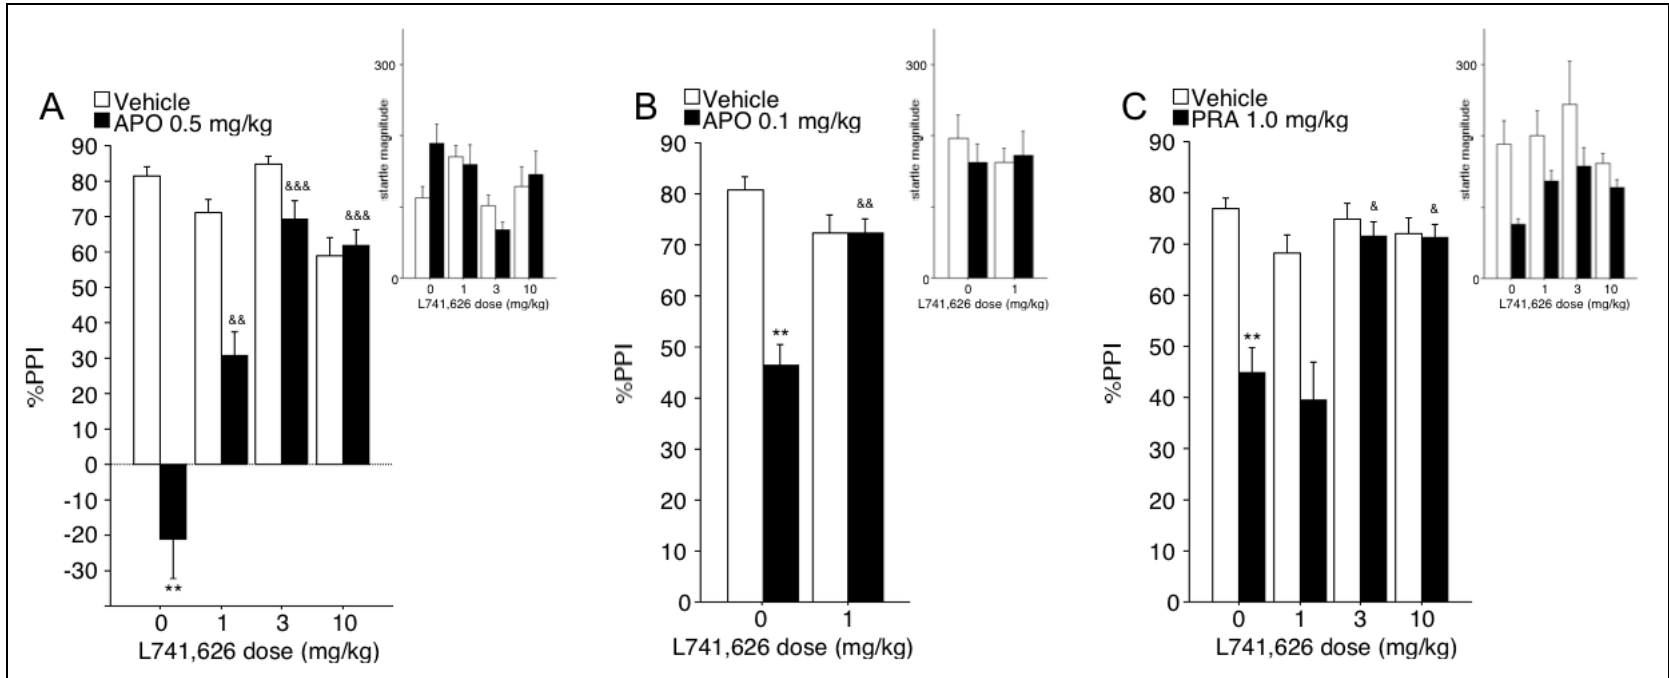 A
Vehicle
APO 0.5 mg/kg
90
80
70
60
50
40
30
20
10
0
-10
-20
-30
%PPI
**
&&
&&&
&&&
0 1 3 10
L741,626 dose (mg/kg)
300
0
startle magnitude
0 1 3 10
L741,626 dose (mg/kg)
B
Vehicle
APO 0.1 mg/kg
90
80
70
60
50
40
30
20
10
0
%PPI
**
&&
0 1
L741,626 dose (mg/kg)
300
0
startle magnitude
0 1
L741,626 dose (mg/kg)
C
Vehicle
PRA 1.0 mg/kg
90
80
70
60
50
40
30
20
10
0
%PPI
**
&
&
0 1 3 10
L741,626 dose (mg/kg)
300
0
startle magnitude
0 1 3 10
L741,626 dose (mg/kg)